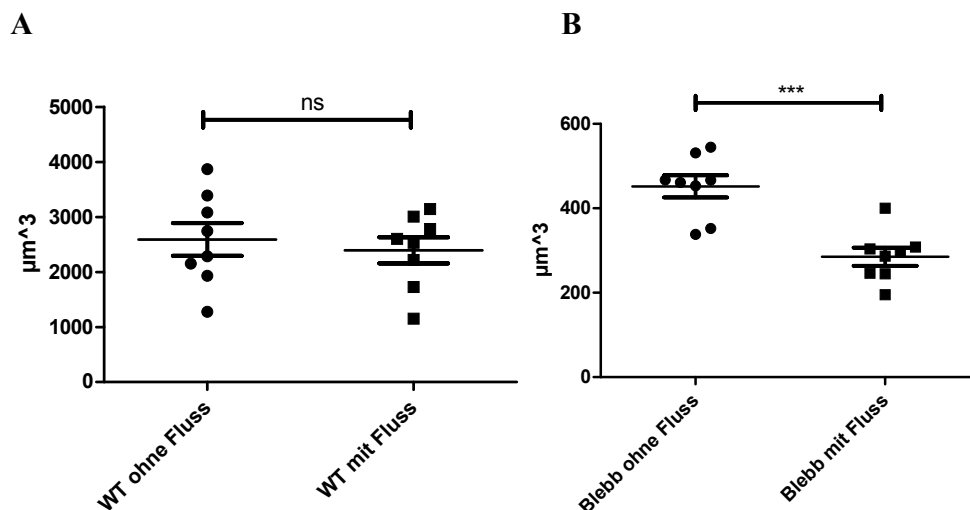 A
B
ns
5000
4000
3000
2000
1000
0
µm^3
WT ohne Fluss
WT mit Fluss
***
600
400
200
0
µm^3
Blebb ohne Fluss
Blebb mit Fluss